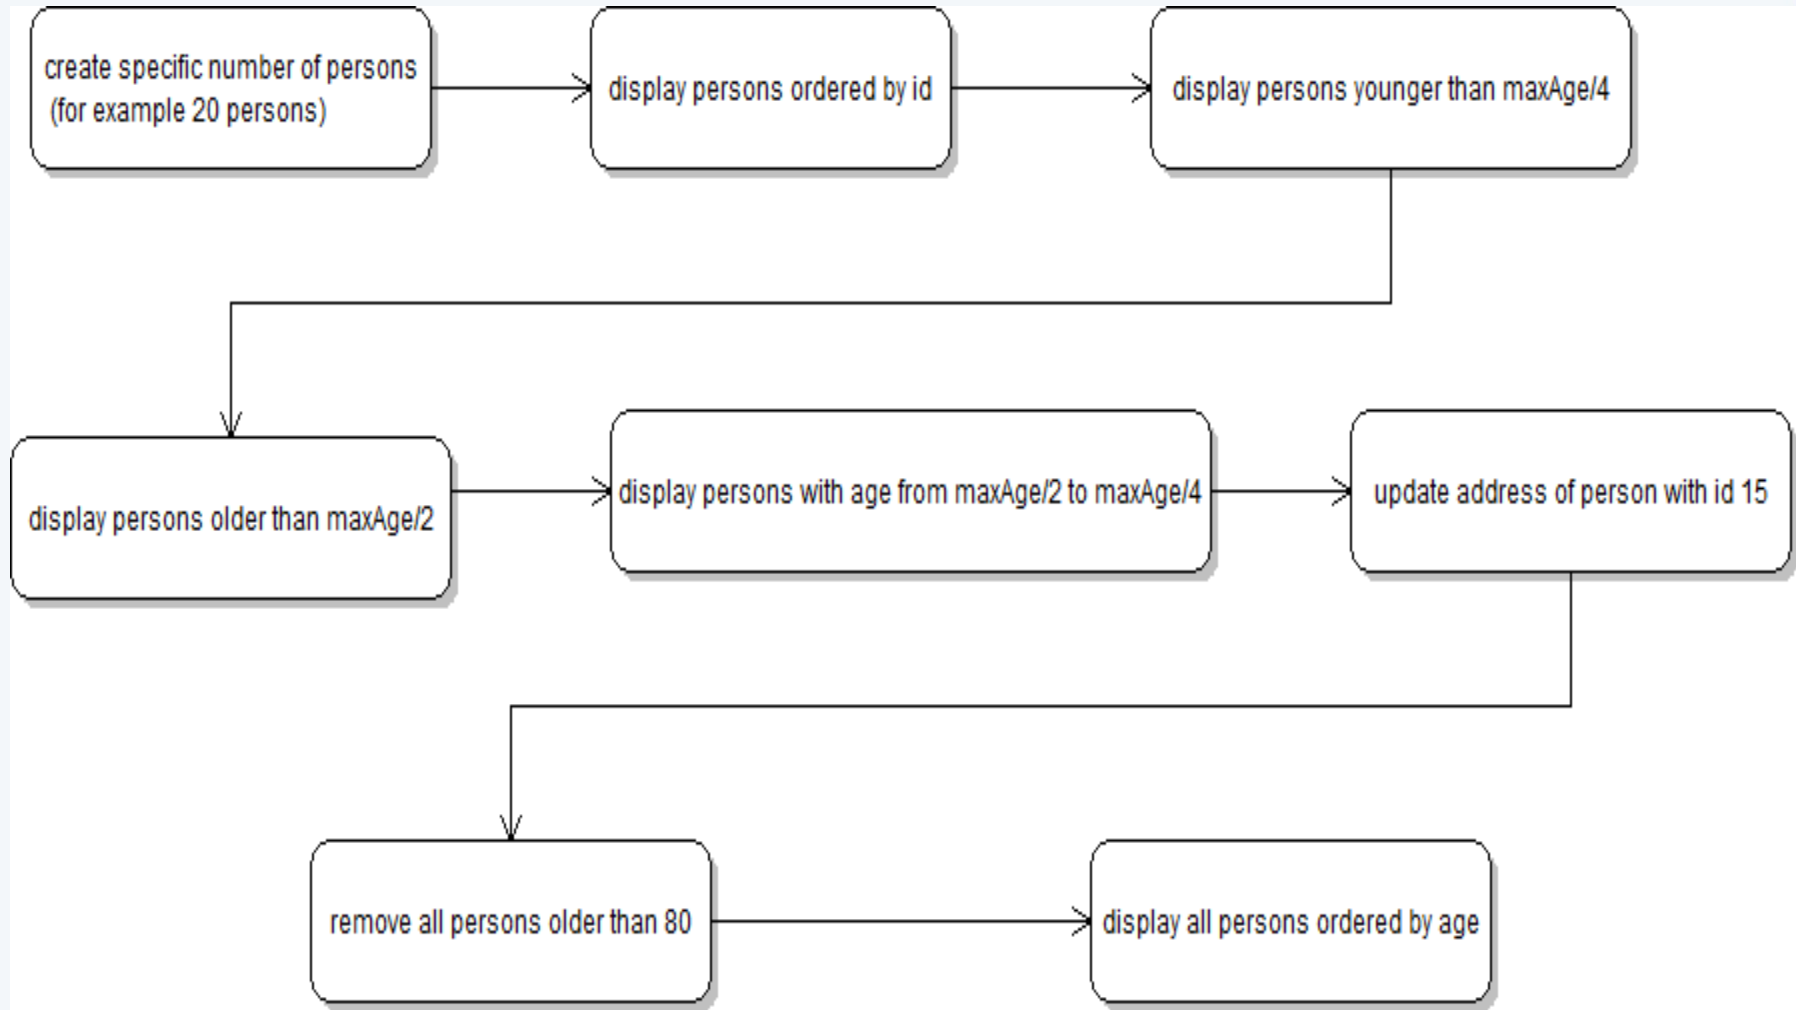 create specific number of persons
(for example 20 persons)
display persons ordered by id
display persons younger than maxAge/4
display persons older than maxAge/2
display persons with age from maxAge/2 to maxAge/4
update address of person with id 15
remove all persons older than 80
display all persons ordered by age